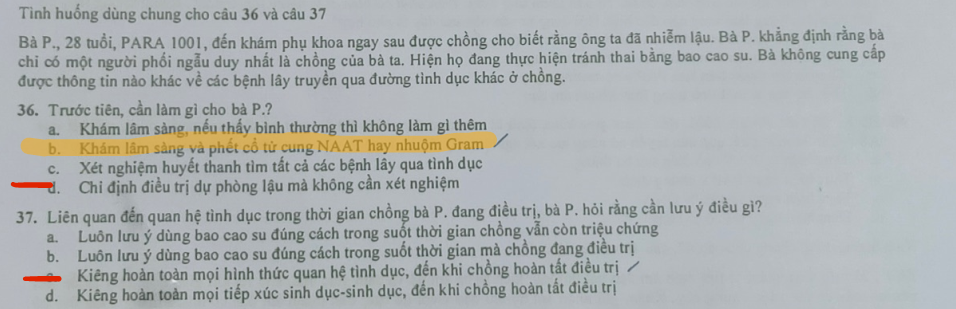 Tình huống dùng chung cho câu 36 và câu 37
Bà P., 28 tuổi, PARA 1001, đến khám phụ khoa ngay sau được chồng cho biết rằng ông ta đã nhiễm lậu. Bà P. khẳng định rằng bà
chỉ có một người phối ngẫu duy nhất là chồng của bà ta. Hiện họ đang thực hiện tránh thai bằng bao cao su. Bà không cung cấp
được thông tin nào khác về các bệnh lây truyền qua đường tình dục khác ở chồng.
36. Trước tiên, cần làm gì cho bà P.?
a. Khám lâm sàng, nếu thấy bình thường thì không làm gì thêm
b. Khám lâm sàng và phết cổ tử cung NAAT hay nhuộm Gram
c. Xét nghiệm huyết thanh tìm tất cả các bệnh lây qua tình dục
d. Chỉ định điều trị dự phòng lậu mà không cần xét nghiệm
37. Liên quan đến quan hệ tình dục trong thời gian chồng bà P. đang điều trị, bà P. hỏi rằng cần lưu ý điều gì?
a. Luôn lưu ý dùng bao cao su đúng cách trong suốt thời gian chồng vẫn còn triệu chứng
b. Luôn lưu ý dùng bao cao su đúng cách trong suốt thời gian mà chồng đang điều trị
Kiêng hoàn toàn mọi hình thức quan hệ tình dục, đến khi chồng hoàn tất điều trị
d. Kiêng hoàn toàn mọi tiếp xúc sinh dục-sinh dục, đến khi chồng hoàn tất điều trị